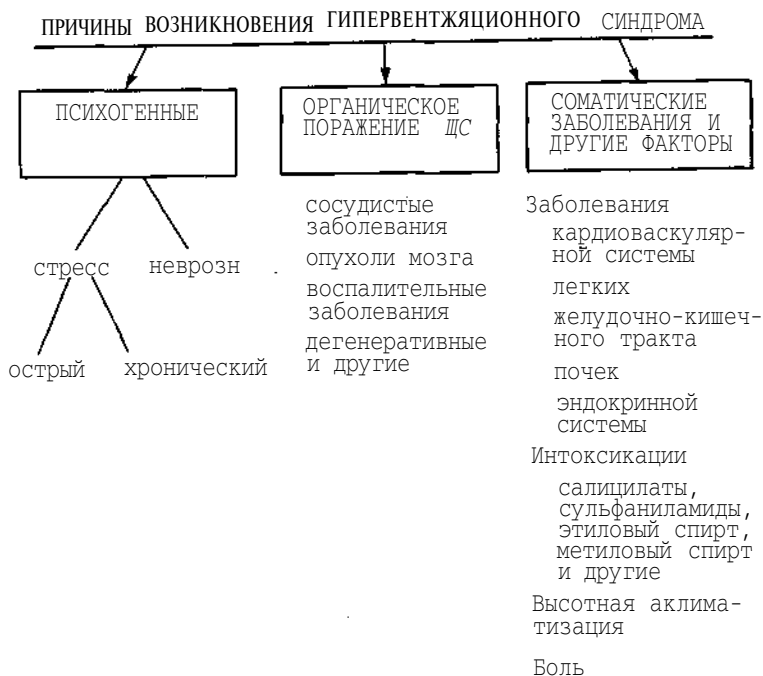 ПРИЧИНЫ ВОЗНИКНОВЕНИЯ ГИПЕРВЕНТЖЯЦИОННОГО СИНДРОМА
ПСИХОГЕННЫЕ
стресс
неврозн
острый
хронический
ОРГАНИЧЕСКОЕ
ПОРАЖЕНИЕ ЩС
сосудистые
заболевания
опухоли мозга
воспалительные
заболевания
дегенеративные
и другие
СОМАТИЧЕСКИЕ
ЗАБОЛЕВАНИЯ И
ДРУГИЕ ФАКТОРЫ
Заболевания
кардиоваскуляр-
ной системы
легких
желудочно-кишеч-
ного тракта
почек
эндокринной
системы
Интоксикации
салицилаты,
сульфаниламиды,
этиловый спирт,
метиловый спирт
и другие
Высотная аклима-
тизация
Боль